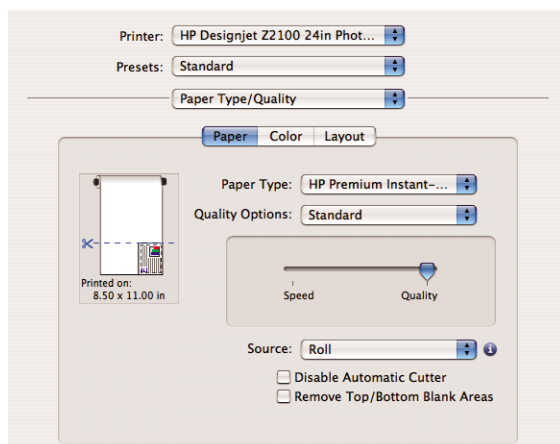 Printer: HP Designjet Z2100 24in Phot...
Presets: Standard
Paper Type/Quality
Paper Color Layout
Paper Type: HP Premium Instant-...
Quality Options: Standard
Printed on:
8.50 x 11.00 in
Speed Quality
Source: Roll
Disable Automatic Cutter
Remove Top/Bottom Blank Areas